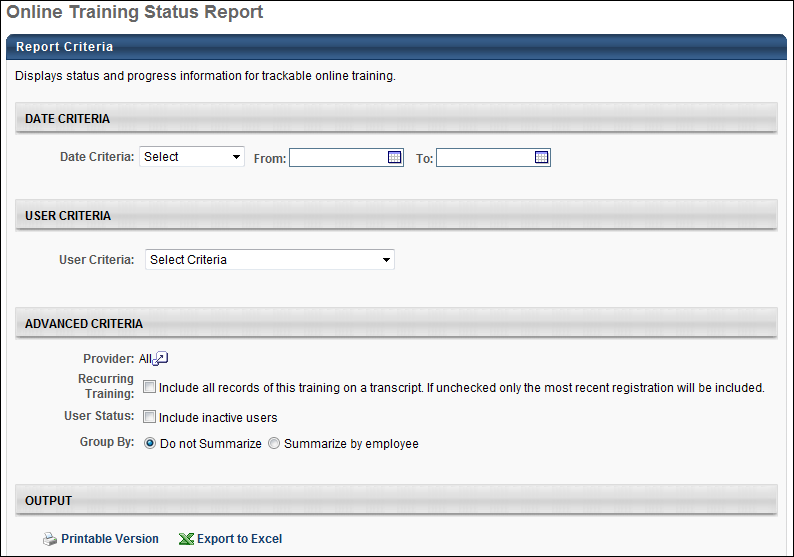 Online Training Status Report
Report Criteria
Displays status and progress information for trackable online training.
DATE CRITERIA
Date Criteria: Select From: To:
USER CRITERIA
User Criteria: Select Criteria
ADVANCED CRITERIA
Provider: All
Recurring
Training: Include all records of this training on a transcript. If unchecked only the most recent registration will be included.
User Status: Include inactive users
Group By: Do not Summarize Summarize by employee
OUTPUT
Printable Version Export to Excel